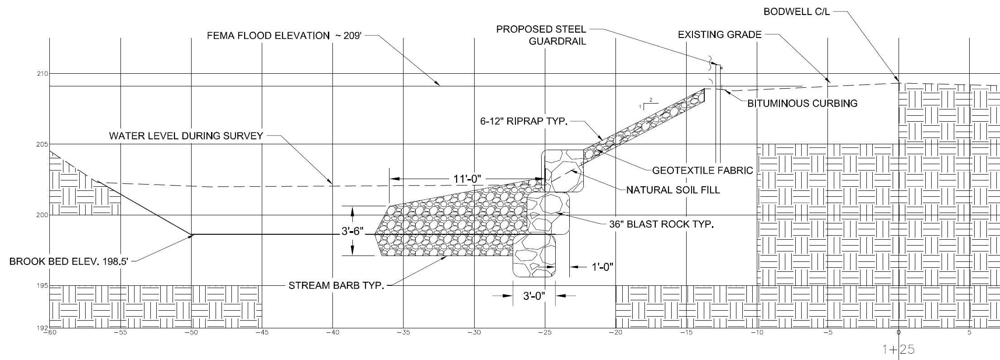 BODWELL C/L
PROPOSED STEEL
GUARDRAIL
EXISTING GRADE
FEMA FLOOD ELEVATION ~ 209'
210
2
1
BITUMINOUS CURBING
6-12" RIPRAP TYP.
WATER LEVEL DURING SURVEY
205
GEOTEXTILE FABRIC
11'-0"
NATURAL SOIL FILL
200
36" BLAST ROCK TYP.
3'-6"
BROOK BED ELEV. 198.5'
1'-0"
195
STREAM BARB TYP.
3'-0"
192
-60 -55 -50 -45 -40 -35 -30 -25 -20 -15 -10 -5 0 5
1+25